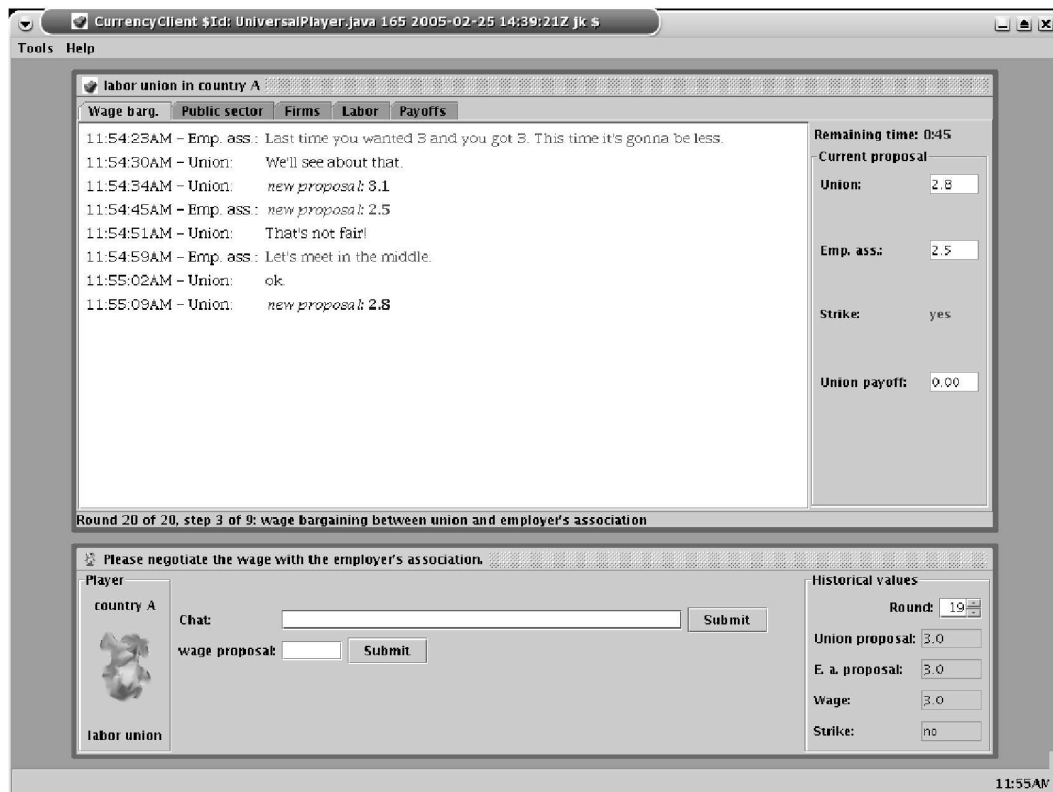 CurrencyClient $Id: UniversalPlayer.java 165 2005-02-25 14:39:21Z jk $
Tools Help
labor union in country A
Wage barg. Public sector Firms Labor Payoffs
11:54:23AM – Emp. ass.: Last time you wanted 3 and you got 3. This time it's gonna be less.
11:54:30AM – Union: We'll see about that.
11:54:34AM – Union: new proposal: 3.1
11:54:45AM – Emp. ass.: new proposal: 2.5
11:54:51AM – Union: That's not fair!
11:54:59AM – Emp. ass.: Let's meet in the middle.
11:55:02AM – Union: ok.
11:55:09AM – Union: new proposal: 2.8
Remaining time: 0:45
Current proposal
Union: 2.8
Emp. ass.: 2.5
Strike: yes
Union payoff: 0.00
Round 20 of 20, step 3 of 9: wage bargaining between union and employer's association
Please negotiate the wage with the employer's association.
Player
country A
labor union
Chat: Submit
wage proposal: Submit
Historical values
Round: 19
Union proposal: 3.0
E. a. proposal: 3.0
Wage: 3.0
Strike: no
11:55AM